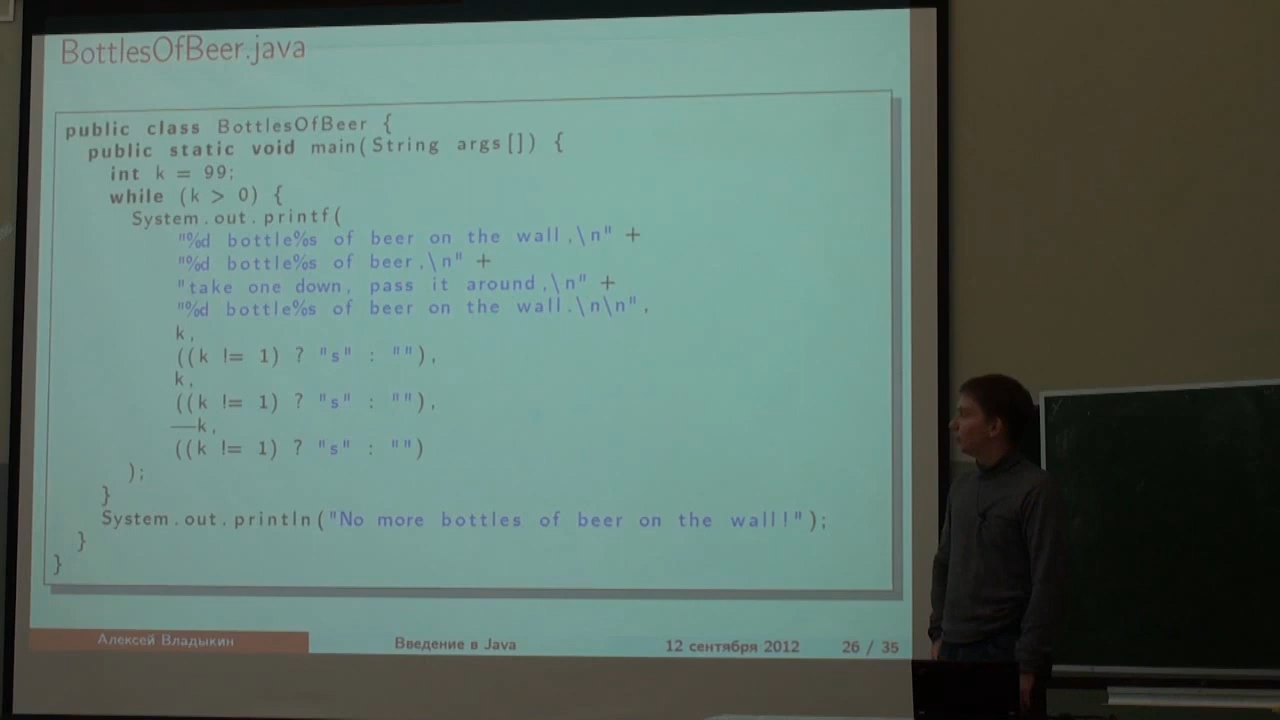 BottlesOfBeer.java
public class BottlesOfBeer {
public static void main(String args[]) {
int k = 99;
while (k > 0) {
System.out.printf(
"%d bottle%s of beer on the wall,\n" +
"%d bottle%s of beer,\n" +
"take one down, pass it around,\n" +
"%d bottle%s of beer on the wall.\n\n",
k,
((k != 1) ? "s" : ""),
k,
((k != 1) ? "s" : ""),
--k,
((k != 1) ? "s" : "")
);
}
System.out.println("No more bottles of beer on the wall!");
}
}
Алексей Владыкин
Введение в Java
12 сентября 2012
26 / 35